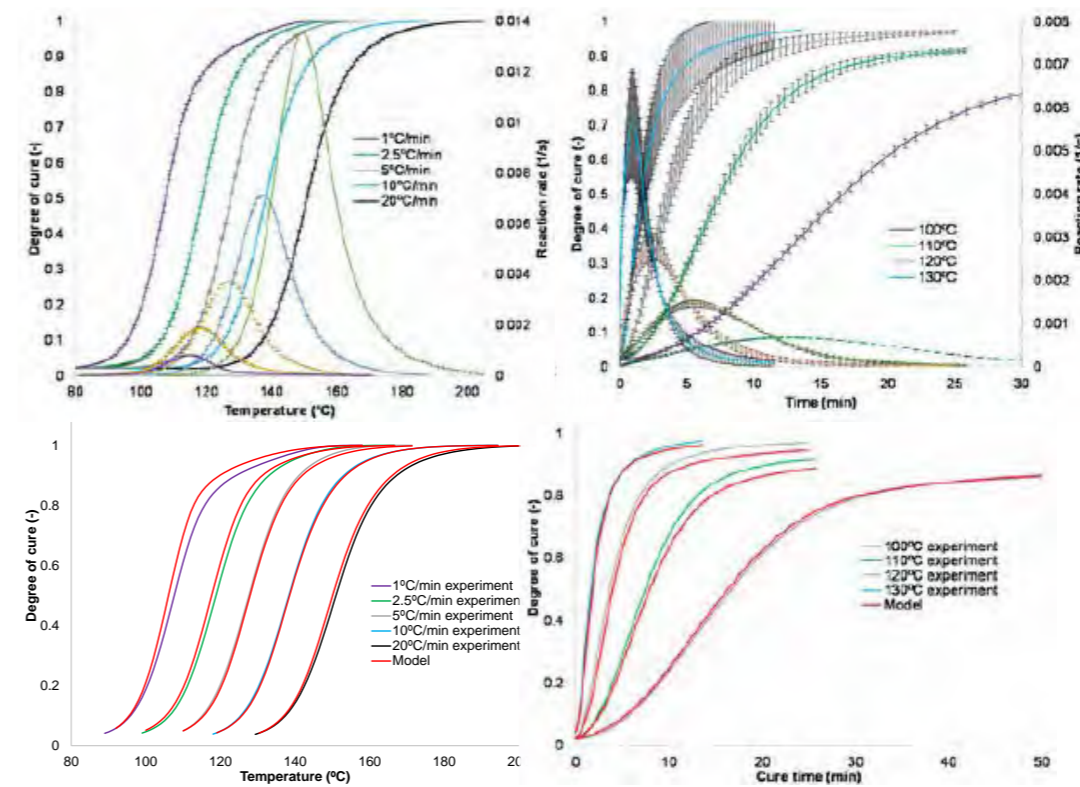 1
0.9
0.8
0.7
0.6
0.5
0.4
0.3
0.2
0.1
0
Degree of cure (-)
80
100
120
140
160
180
200
Temperature (°C)
0.014
0.012
0.01
0.008
0.006
0.004
0.002
0
Reaction rate (1/s)
1°C/min
2.5°C/min
5°C/min
10°C/min
20°C/min
1
0.9
0.8
0.7
0.6
0.5
0.4
0.3
0.2
0.1
0
Degree of cure (-)
0
5
10
15
20
25
30
Time (min)
0.008
0.007
0.006
0.005
0.004
0.003
0.002
0.001
0
Reaction rate (1/s)
100°C
110°C
120°C
130°C
1
0.8
0.6
0.4
0.2
0
Degree of cure (-)
80
100
120
140
160
180
Temperature (ºC)
1ºC/min experiment
2.5ºC/min experiment
5ºC/min experiment
10ºC/min experiment
20ºC/min experiment
Model
1
0.8
0.6
0.4
0.2
0
Degree of cure (-)
0
10
20
30
40
50
Cure time (min)
100ºC experiment
110ºC experiment
120ºC experiment
130ºC experiment
Model